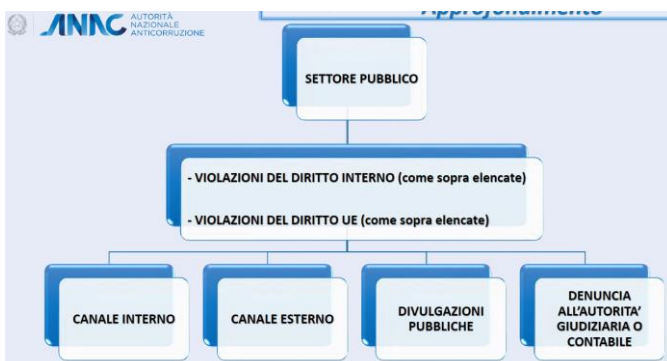 ANAC
AUTORITÀ
NAZIONALE
ANTICORRUZIONE
Approfondimento
SETTORE PUBBLICO
- VIOLAZIONI DEL DIRITTO INTERNO (come sopra elencate)
- VIOLAZIONI DEL DIRITTO UE (come sopra elencate)
CANALE INTERNO
CANALE ESTERNO
DIVULGAZIONI
PUBBLICHE
DENUNCIA
ALL'AUTORITA'
GIUDIZIARIA O
CONTABILE